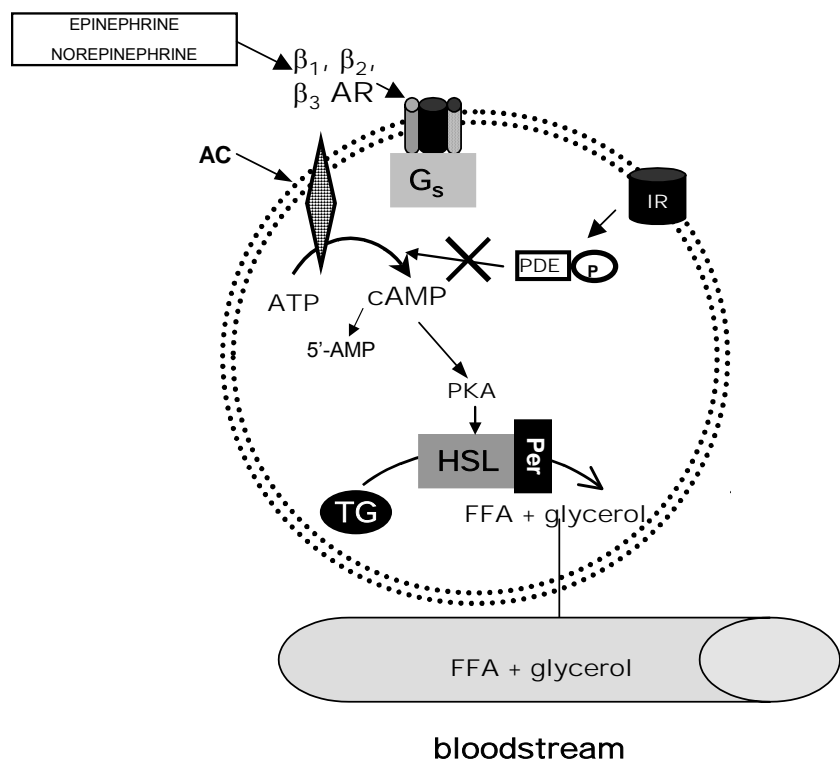 EPINEPHRINE
NOREPINEPHRINE
β₁, β₂,
β₃ AR
AC
Gs
IR
PDE
P
ATP
cAMP
5'-AMP
PKA
HSL
Per
TG
FFA + glycerol
FFA + glycerol
bloodstream